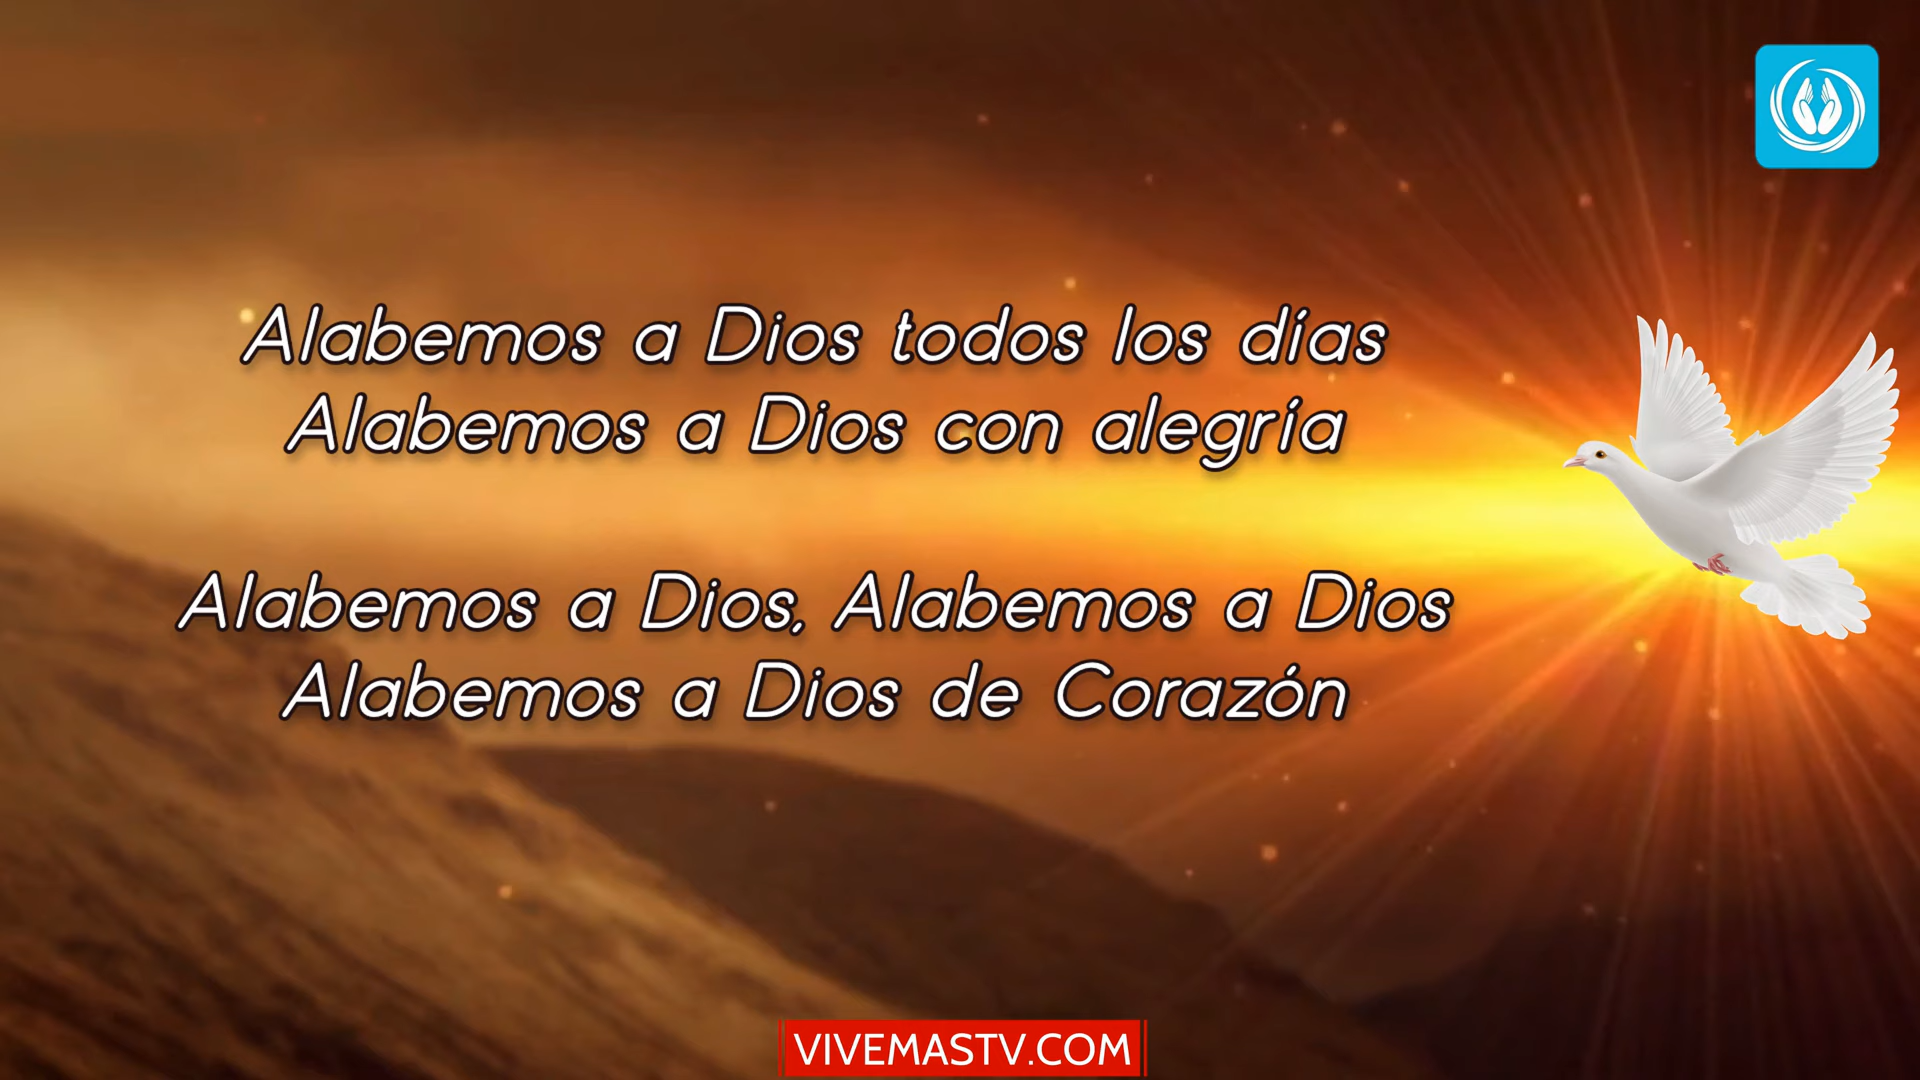 Alabemos a Dios todos los días
Alabemos a Dios con alegría
Alabemos a Dios, Alabemos a Dios
Alabemos a Dios de Corazón
VIVEMASTV.COM